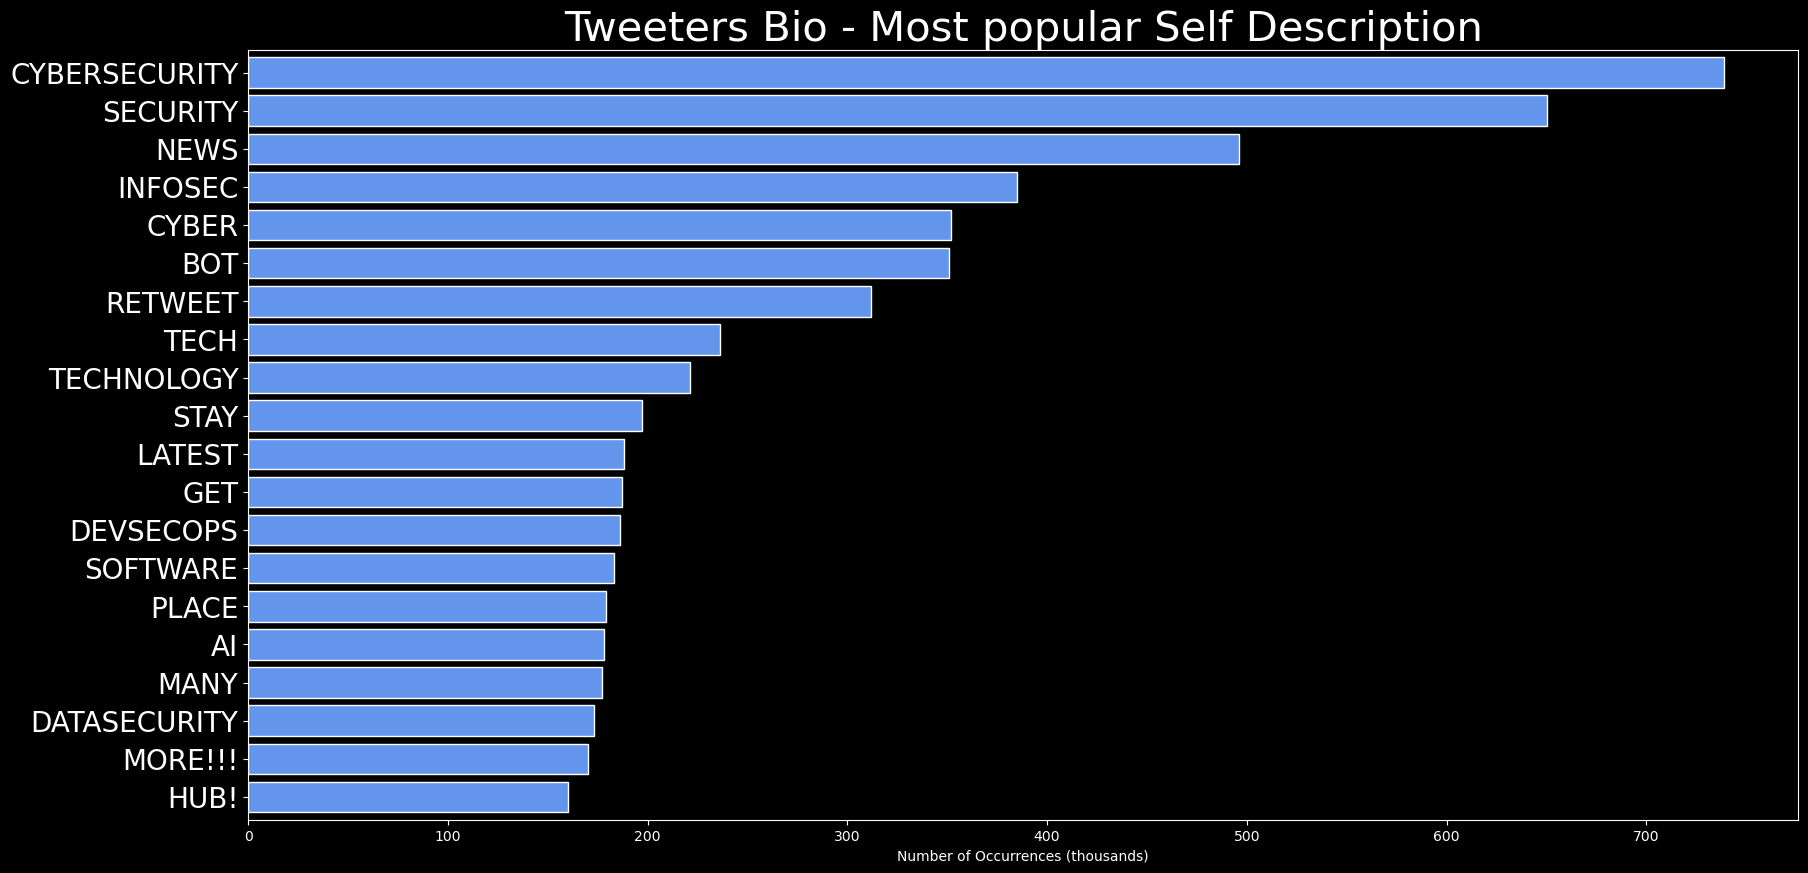 Tweeters Bio - Most popular Self Description
CYBERSECURITY
SECURITY
NEWS
INFOSEC
CYBER
BOT
RETWEET
TECH
TECHNOLOGY
STAY
LATEST
GET
DEVSECOPS
SOFTWARE
PLACE
AI
MANY
DATASECURITY
MORE!!!
HUB!
0 100 200 300 400 500 600 700
Number of Occurrences (thousands)